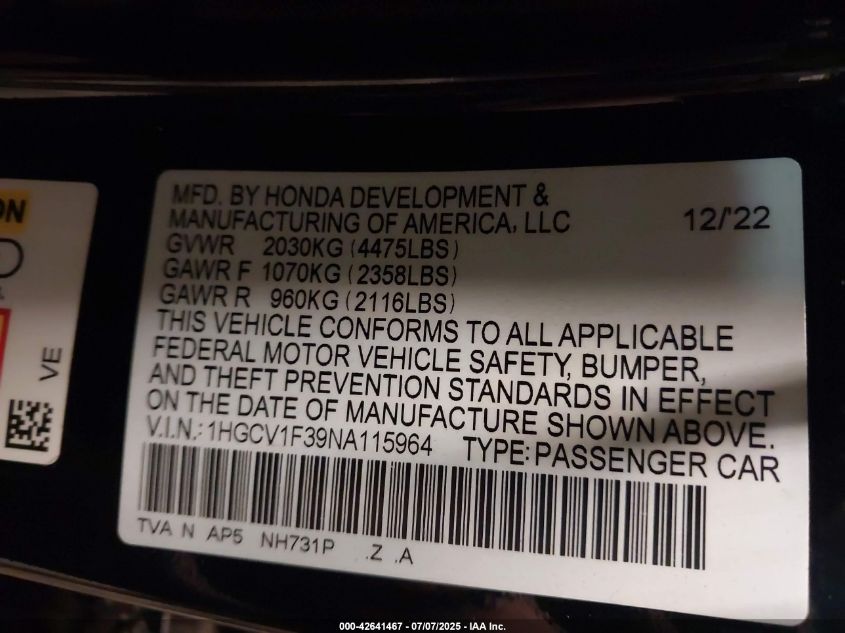 MFD. BY HONDA DEVELOPMENT &
MANUFACTURING OF AMERICA, LLC 12/'22
GVWR 2030KG (4475LBS)
GAWR F 1070KG (2358LBS)
GAWR R 960KG (2116LBS)
THIS VEHICLE CONFORMS TO ALL APPLICABLE
FEDERAL MOTOR VEHICLE SAFETY, BUMPER,
AND THEFT PREVENTION STANDARDS IN EFFECT
ON THE DATE OF MANUFACTURE SHOWN ABOVE.
V.I.N.: 1HGCV1F39NA115964 TYPE: PASSENGER CAR
TVA N AP5 NH731P .Z .A
ON
VE
000-42641467 - 07/07/2025 - IAA Inc.